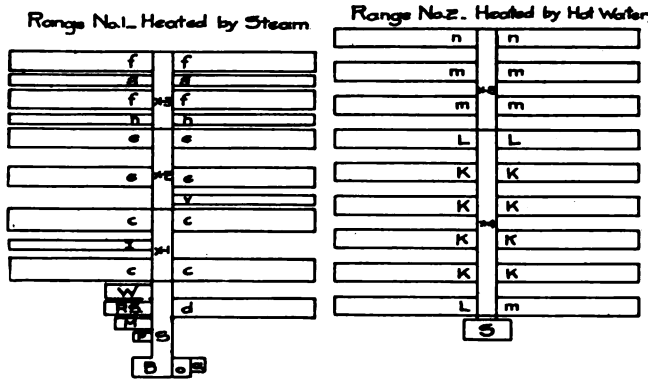 Range No.1_ Heated by Steam
Range No.2_ Heated by Hot Water
f f
f f
h h
e e
e e
v
c c
I
c c
W
d
M
S
B o
n n
m m
m m
L L
K K
K K
K K
K K
L m
S